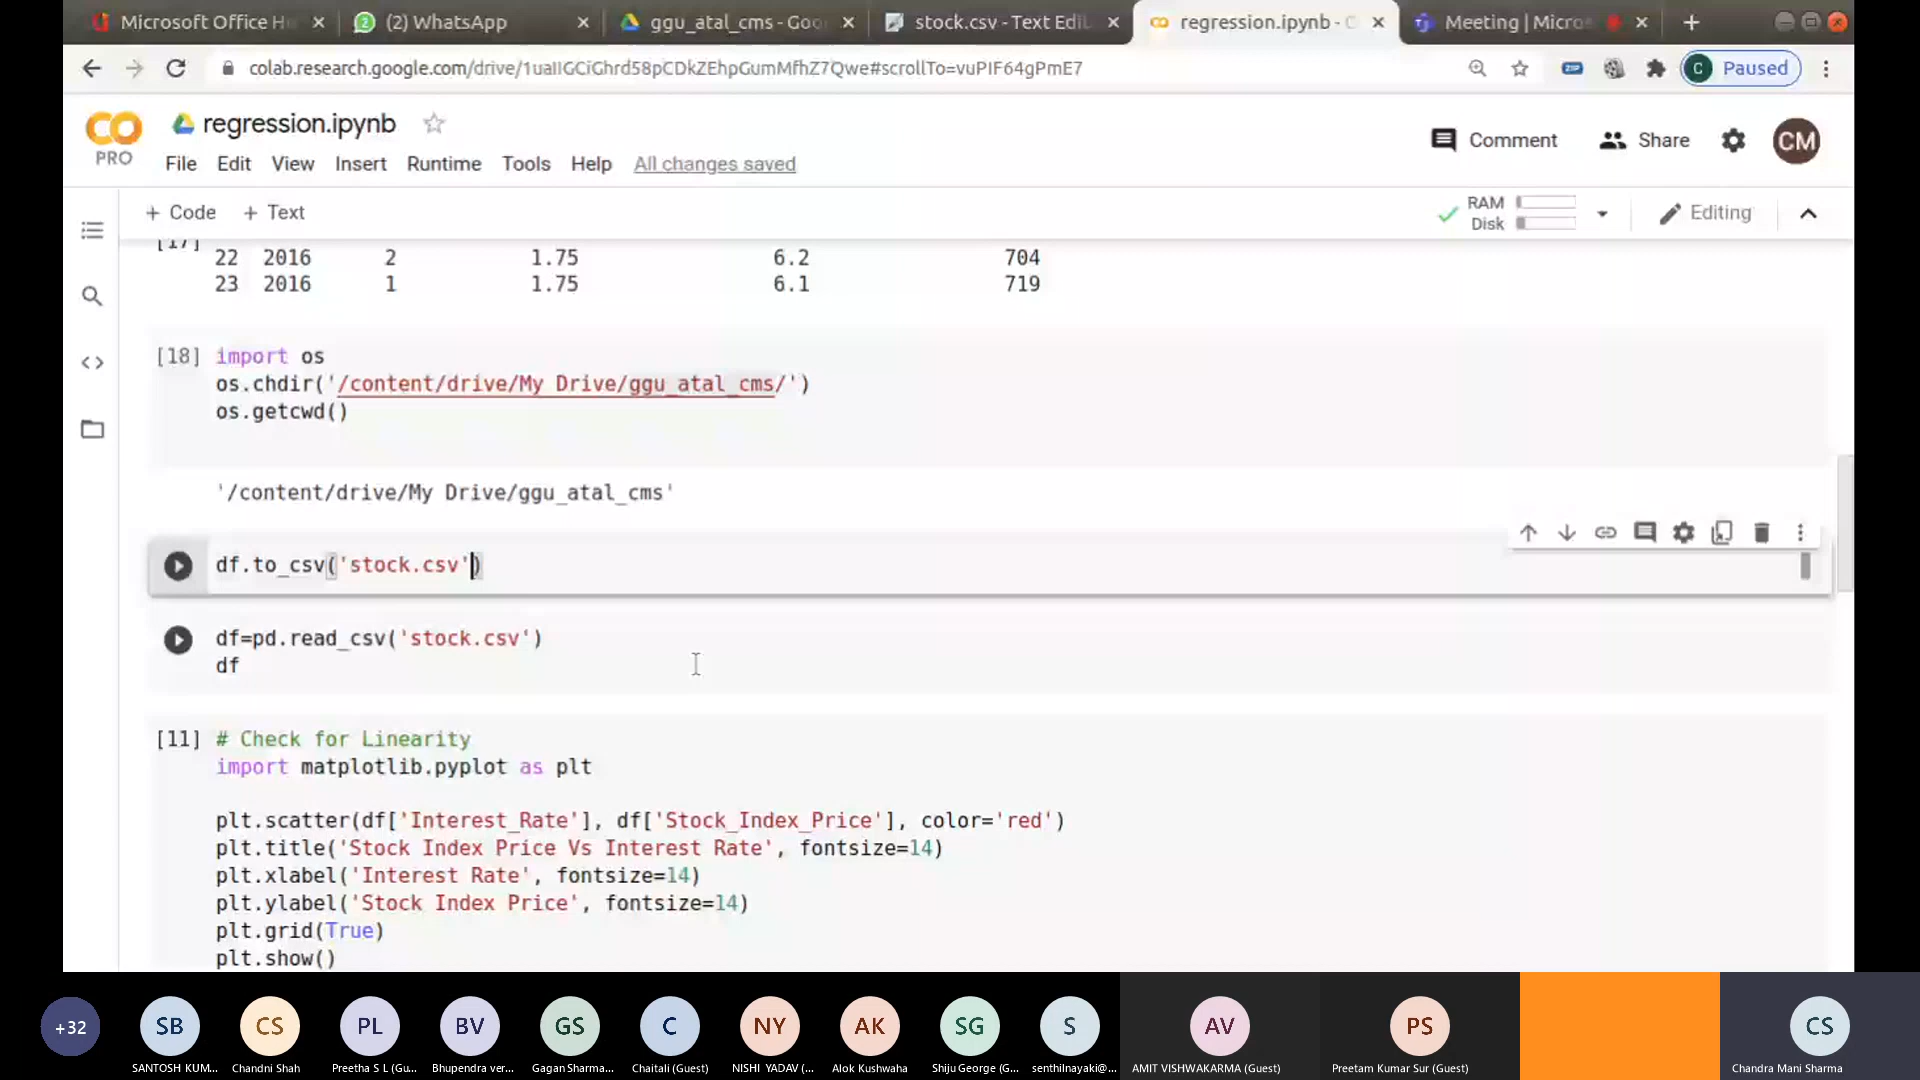 Microsoft Office H
(2) WhatsApp
ggu_atal_cms - Goo
stock.csv - Text Edit
regression.ipynb - C
Meeting | Micros
colab.research.google.com/drive/1uaIIGCiGhrd58pCDkZEhpGumMfhZ7Qwe#scrollTo=vuPIF64gPmE7
ZIP
C Paused
CO
PRO
regression.ipynb
Comment
Share
CM
File Edit View Insert Runtime Tools Help All changes saved
+ Code + Text
RAM
Disk
Editing
[17]
22 2016 2 1.75 6.2 704
23 2016 1 1.75 6.1 719
[18] import os
os.chdir('/content/drive/My Drive/ggu_atal_cms/')
os.getcwd()
'/content/drive/My Drive/ggu_atal_cms'
df.to_csv('stock.csv')
df=pd.read_csv('stock.csv')
df
[11] # Check for Linearity
import matplotlib.pyplot as plt
plt.scatter(df['Interest_Rate'], df['Stock_Index_Price'], color='red')
plt.title('Stock Index Price Vs Interest Rate', fontsize=14)
plt.xlabel('Interest Rate', fontsize=14)
plt.ylabel('Stock Index Price', fontsize=14)
plt.grid(True)
plt.show()
+32 SB CS PL BV GS C NY AK SG S AV PS CS
SANTOSH KUM... Chandni Shah Preetha S L (Gu... Bhupendra ver... Gagan Sharma... Chaitali (Guest) NISHI YADAV (... Alok Kushwaha Shiju George (G... senthilnayaki@... AMIT VISHWAKARMA (Guest) Preetam Kumar Sur (Guest) Chandra Mani Sharma